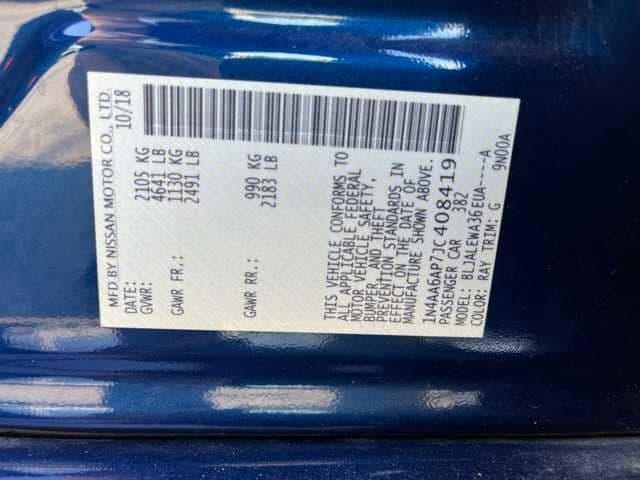 MFD.BY NISSAN MOTOR CO., LTD.
DATE: 10/18
GVWR: 2105 KG
4641 LB
GAWR FR: 1130 KG
2491 LB
GAWR RR: 990 KG
2183 LB
THIS VEHICLE CONFORMS TO
ALL APPLICABLE FEDERAL
MOTOR VEHICLE SAFETY,
BUMPER, AND THEFT
PREVENTION STANDARDS IN
EFFECT ON THE DATE OF
MANUFACTURE SHOWN ABOVE.
1N4AA6AP7JC408419
PASSENGER CAR 382
MODEL: BLJALEWA36EUA-----A
COLOR: RAY TRIM: G 9N00A